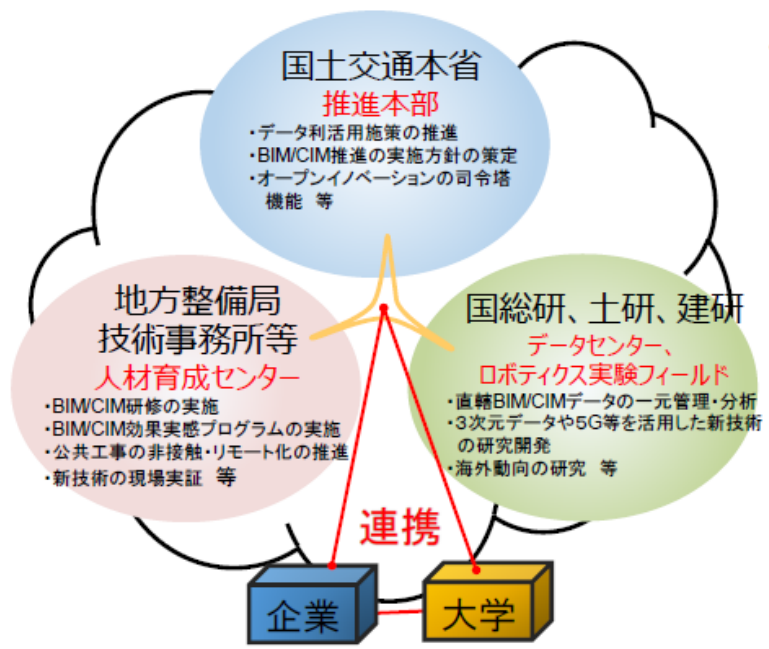 国土交通本省
推進本部
・データ利活用施策の推進
・BIM/CIM推進の実施方針の策定
・オープンイノベーションの司令塔
機能 等
地方整備局
技術事務所等
人材育成センター
・BIM/CIM研修の実施
・BIM/CIM効果実感プログラムの実施
・公共工事の非接触・リモート化の推進
・新技術の現場実証 等
国総研、土研、建研
データセンター、
ロボティクス実験フィールド
・直轄BIM/CIMデータの一元管理・分析
・3次元データや5G等を活用した新技術
の研究開発
・海外動向の研究 等
連携
企業
大学